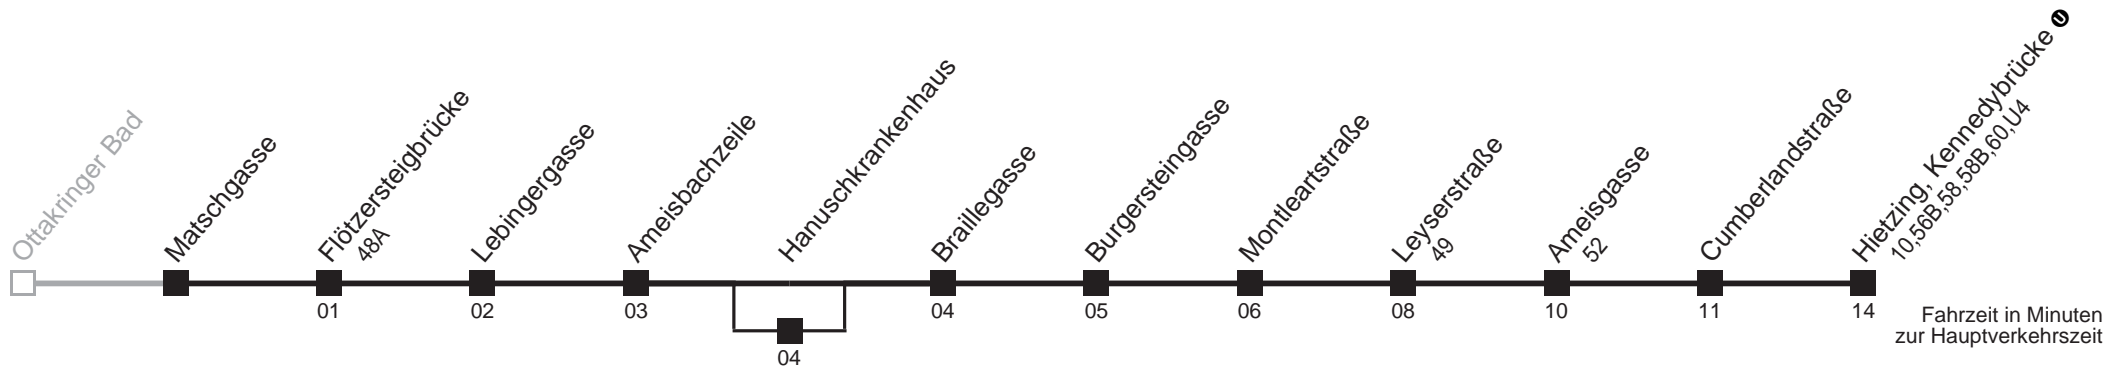 Ottakringer Bad
Matschgasse
Flötzersteigbrücke
48A
Lebingergasse
Ameisbachzeile
Hanuschkrankenhaus
Braillegasse
Burgersteingasse
Montleartstraße
Leyserstraße
49
Ameisgasse
52
Cumberlandstraße
Hietzing, Kennedybrücke U
10,56B,58,58B,60,U4
01
02
03
04
04
05
06
08
10
11
14
Fahrzeit in Minuten
zur Hauptverkehrszeit